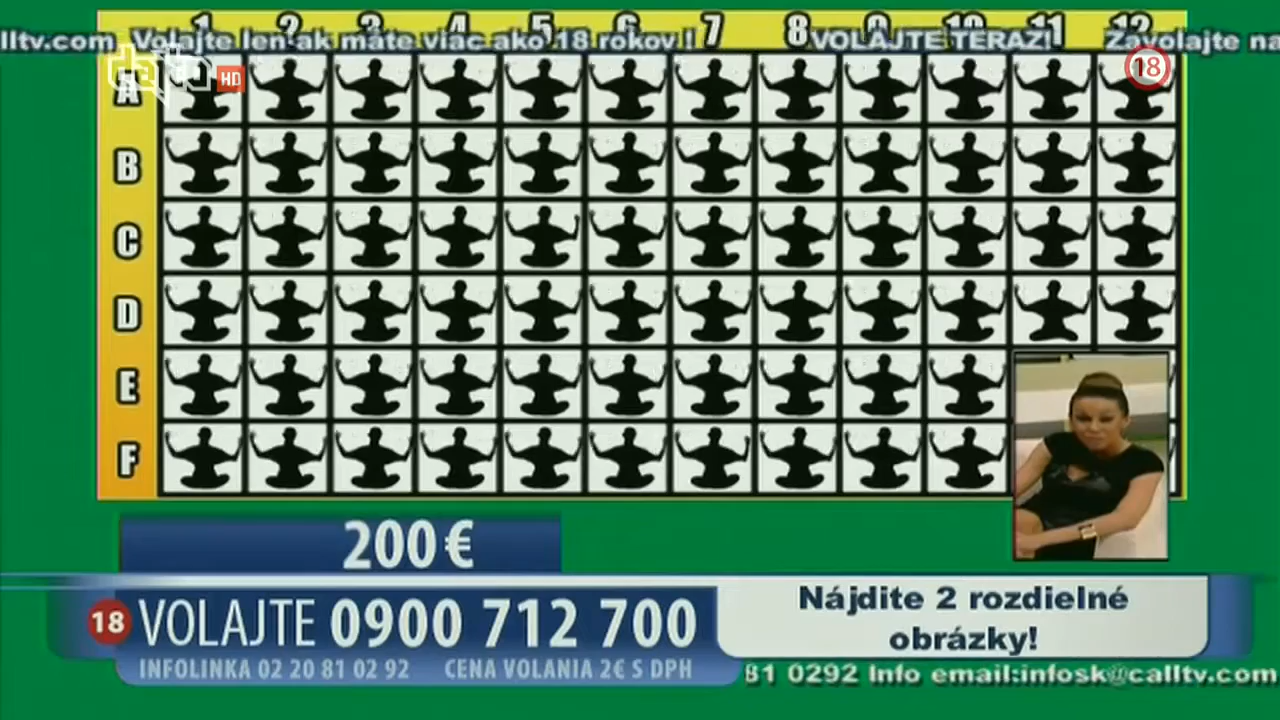 1 2 3 4 5 6 7 8 9 10 11 12
lltv.com Volajte len ak máte viac ako 18 rokov ! VOLAJTE TERAZ! Zavolajte na
HD
18
A
B
C
D
E
F
200 €
18 VOLAJTE 0900 712 700
Nájdite 2 rozdielné
obrázky!
INFOLINKA 02 20 81 02 92 CENA VOLANIA 2€ S DPH
81 0292 Info email:infosk@calltv.com